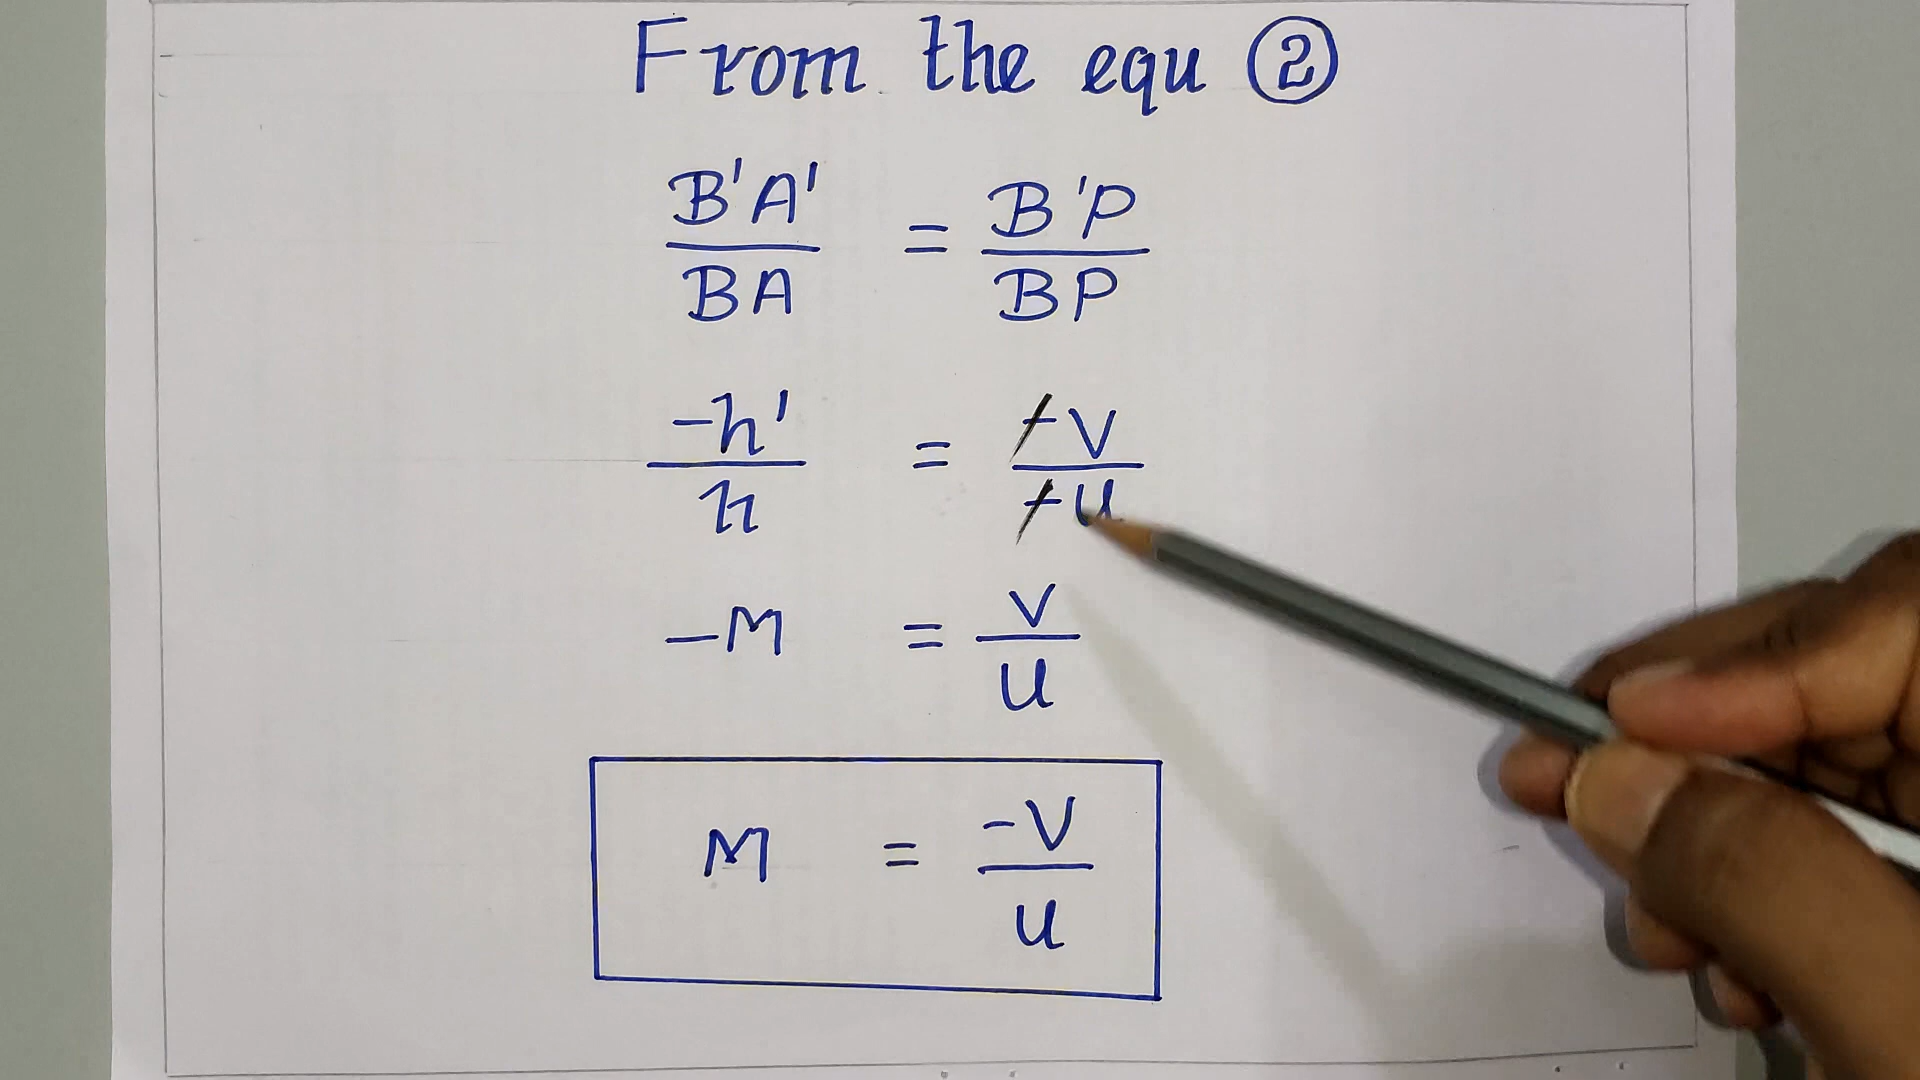 From the equ ②
B'A'/BA = B'P/BP
-h'/h = -V/-u
-M = V/u
M = -V/u